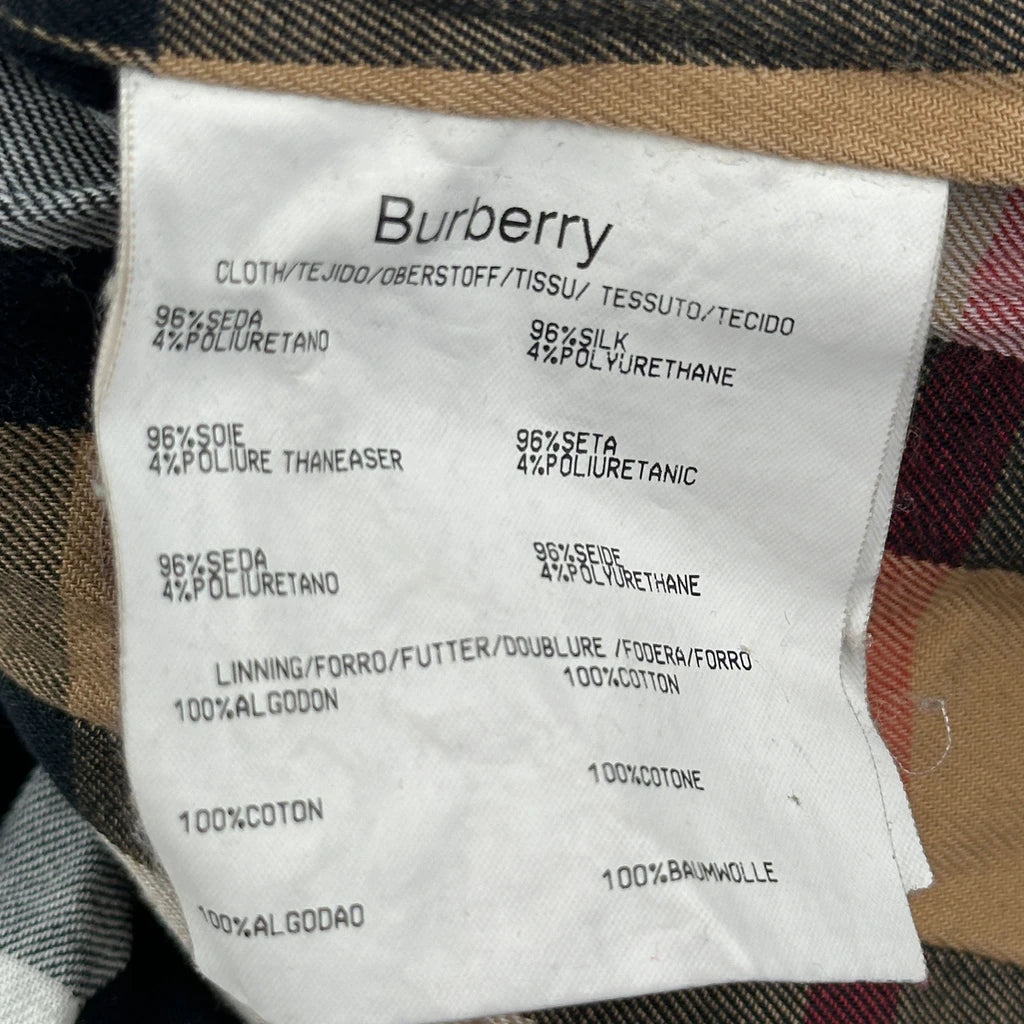 Burberry
CLOTH/TEJIDO/OBERSTOFF/TISSU/ TESSUTO/TECIDO
96%SEDA
4%POLIURETANO
96%SILK
4%POLYURETHANE
96%SOIE
4%POLIURE THANEASER
96%SETA
4%POLIURETANIC
96%SEDA
4%POLIURETANO
96%SEIDE
4%POLYURETHANE
LINNING/FORRO/FUTTER/DOUBLURE /FODERA/FORRO
100%ALGODON
100%COTTON
100%COTON
100%COTONE
100%ALGODAO
100%BAUMWOLLE